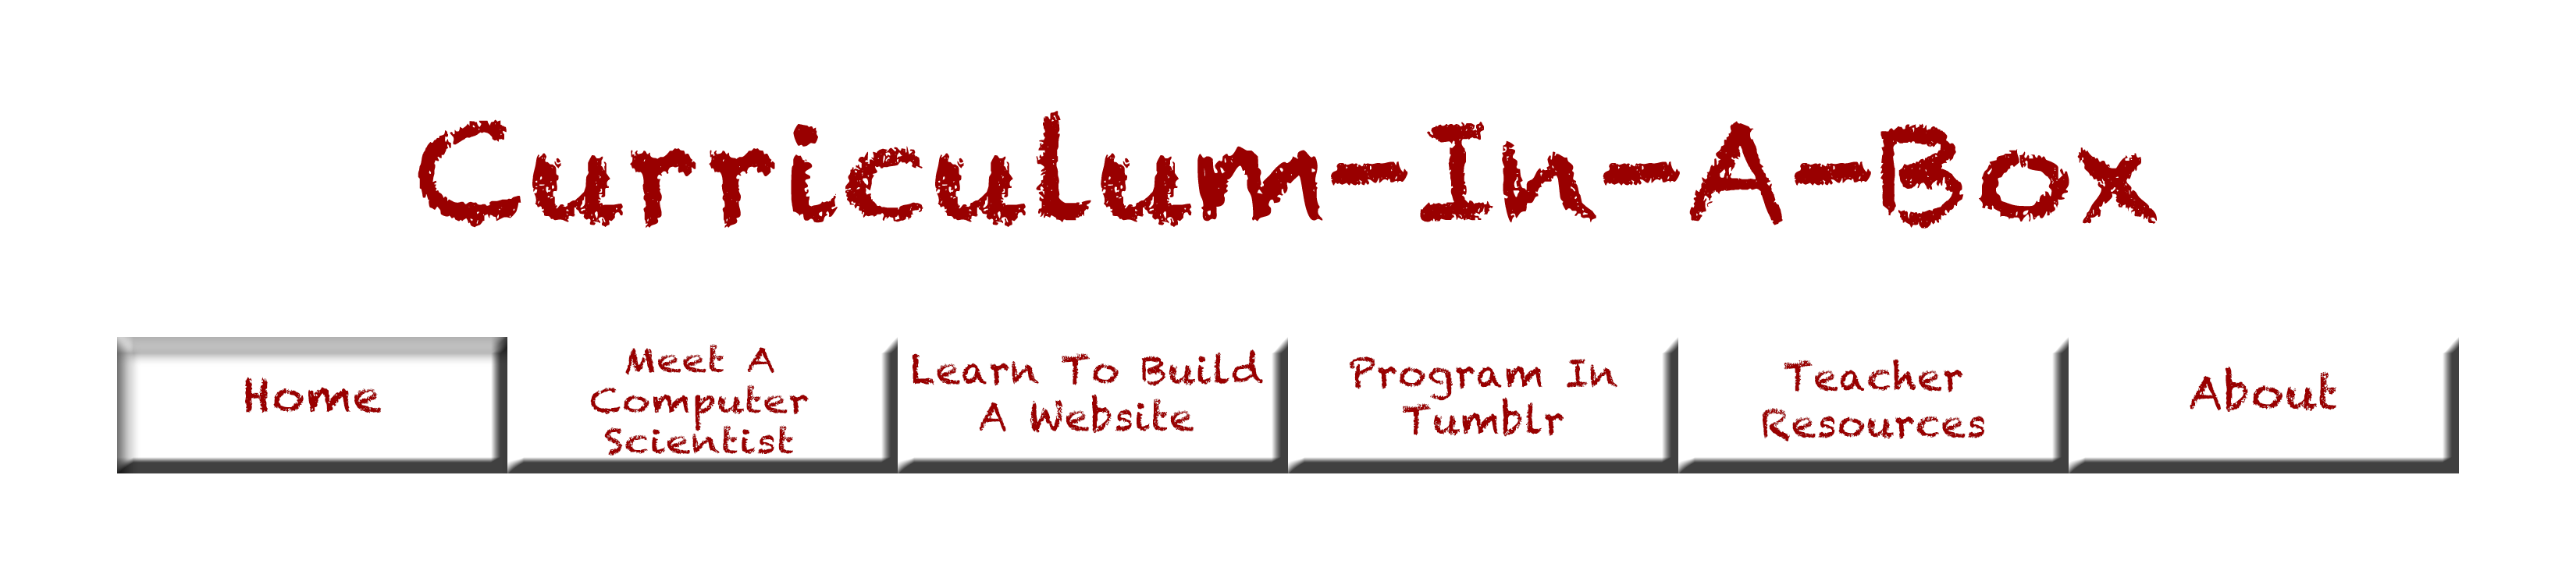 Curriculum-In-A-Box
Home
Meet A
Computer
Scientist
Learn To Build
A Website
Program In
Tumblr
Teacher
Resources
About